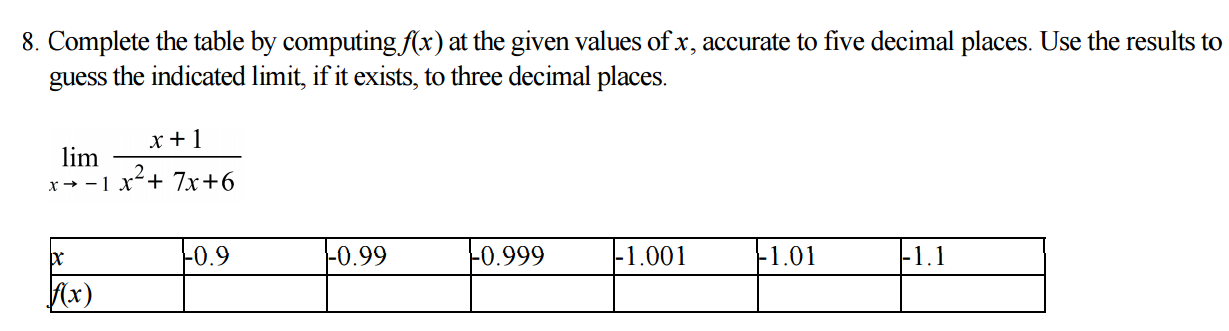 8. Complete the table by computing f(x) at the given values of x, accurate to five decimal places. Use the results to
guess the indicated limit, if it exists, to three decimal places.
lim x → − 1 x + 1 / x² + 7x + 6
x -0.9 -0.99 -0.999 -1.001 -1.01 -1.1
f(x)